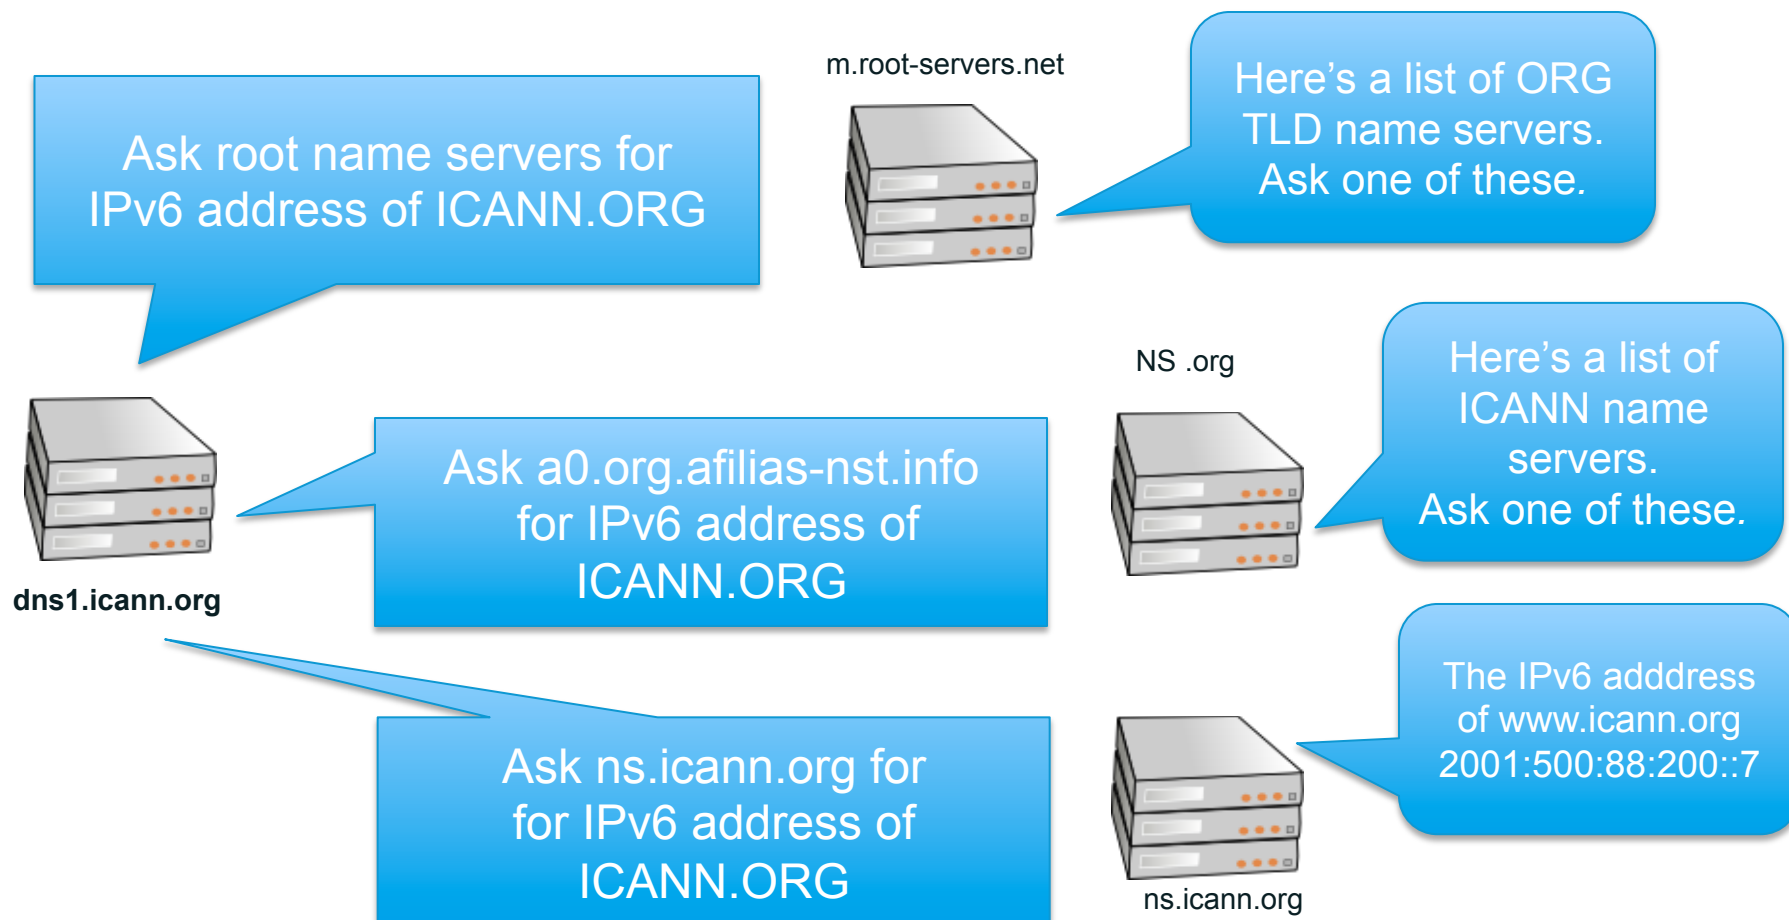 m.root-servers.net
Ask root name servers for
IPv6 address of ICANN.ORG
Here’s a list of ORG
TLD name servers.
Ask one of these.
NS .org
Here’s a list of
ICANN name
servers.
Ask one of these.
Ask a0.org.afilias-nst.info
for IPv6 address of
ICANN.ORG
dns1.icann.org
Ask ns.icann.org for
for IPv6 address of
ICANN.ORG
The IPv6 adddress
of www.icann.org
2001:500:88:200::7
ns.icann.org